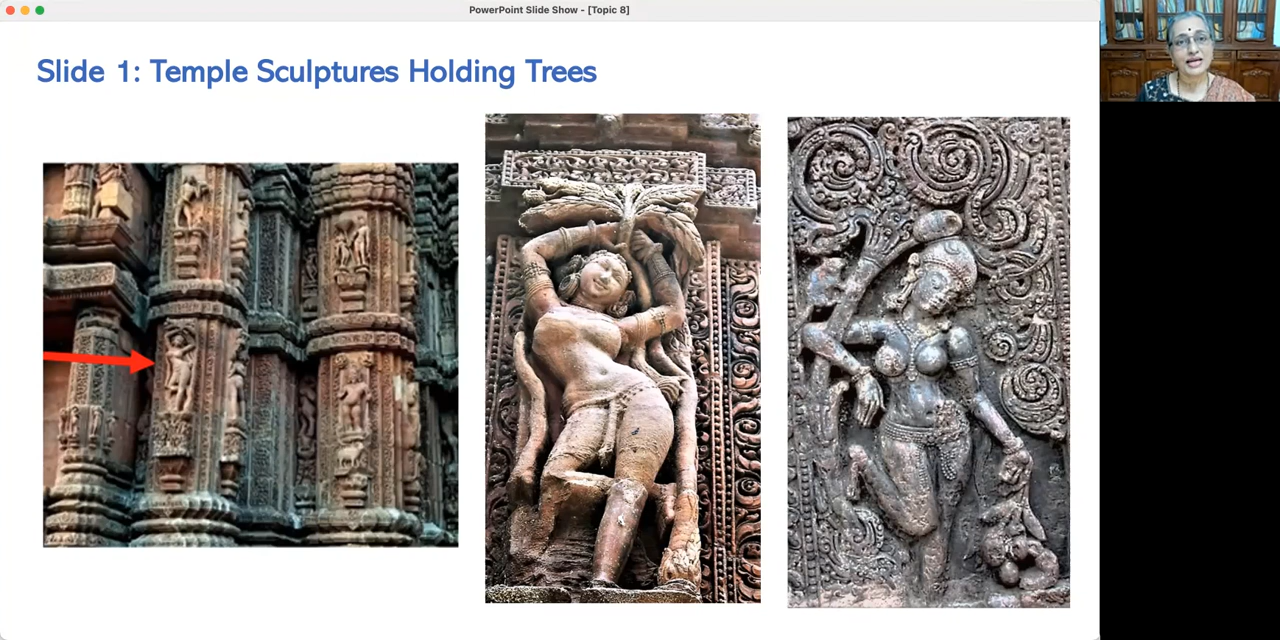 PowerPoint Slide Show - [Topic 8]
Slide 1: Temple Sculptures Holding Trees